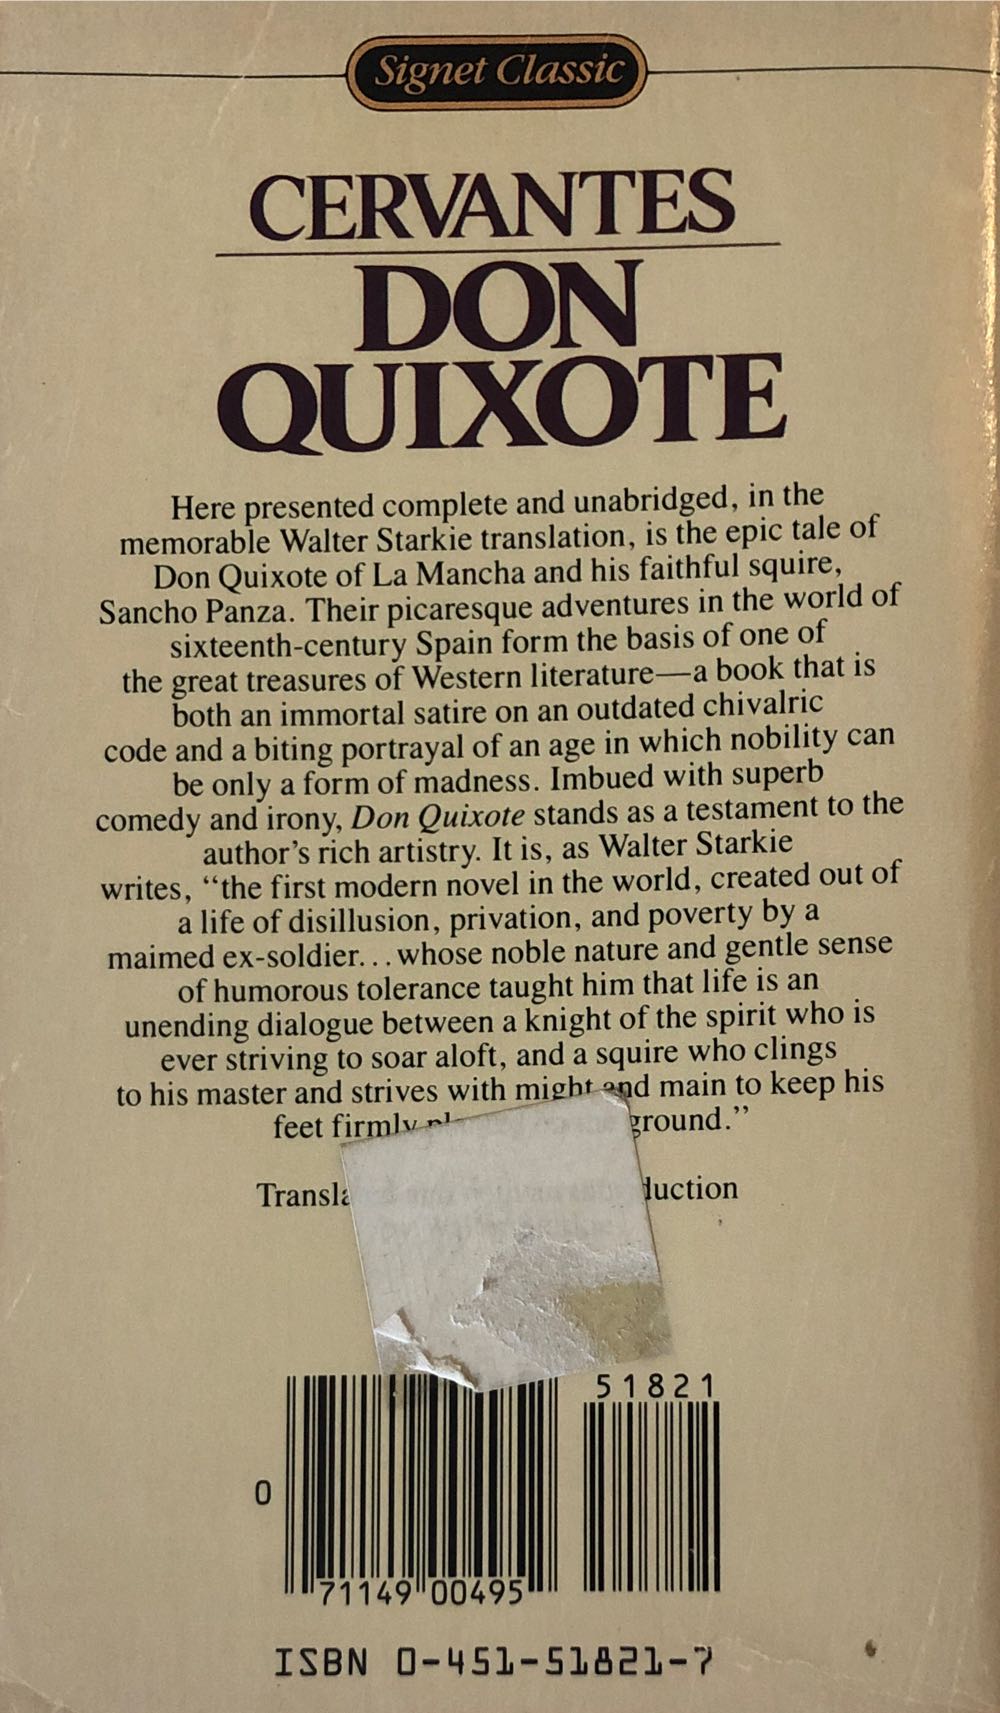 Signet Classic
CERVANTES
DON
QUIXOTE
Here presented complete and unabridged, in the
memorable Walter Starkie translation, is the epic tale of
Don Quixote of La Mancha and his faithful squire,
Sancho Panza. Their picaresque adventures in the world of
sixteenth-century Spain form the basis of one of
the great treasures of Western literature—a book that is
both an immortal satire on an outdated chivalric
code and a biting portrayal of an age in which nobility can
be only a form of madness. Imbued with superb
comedy and irony, Don Quixote stands as a testament to the
author's rich artistry. It is, as Walter Starkie
writes, “the first modern novel in the world, created out of
a life of disillusion, privation, and poverty by a
maimed ex-soldier...whose noble nature and gentle sense
of humorous tolerance taught him that life is an
unending dialogue between a knight of the spirit who is
ever striving to soar aloft, and a squire who clings
to his master and strives with might and main to keep his
feet firmly ground.”
51821
0 71149 00495
ISBN 0-451-51821-7